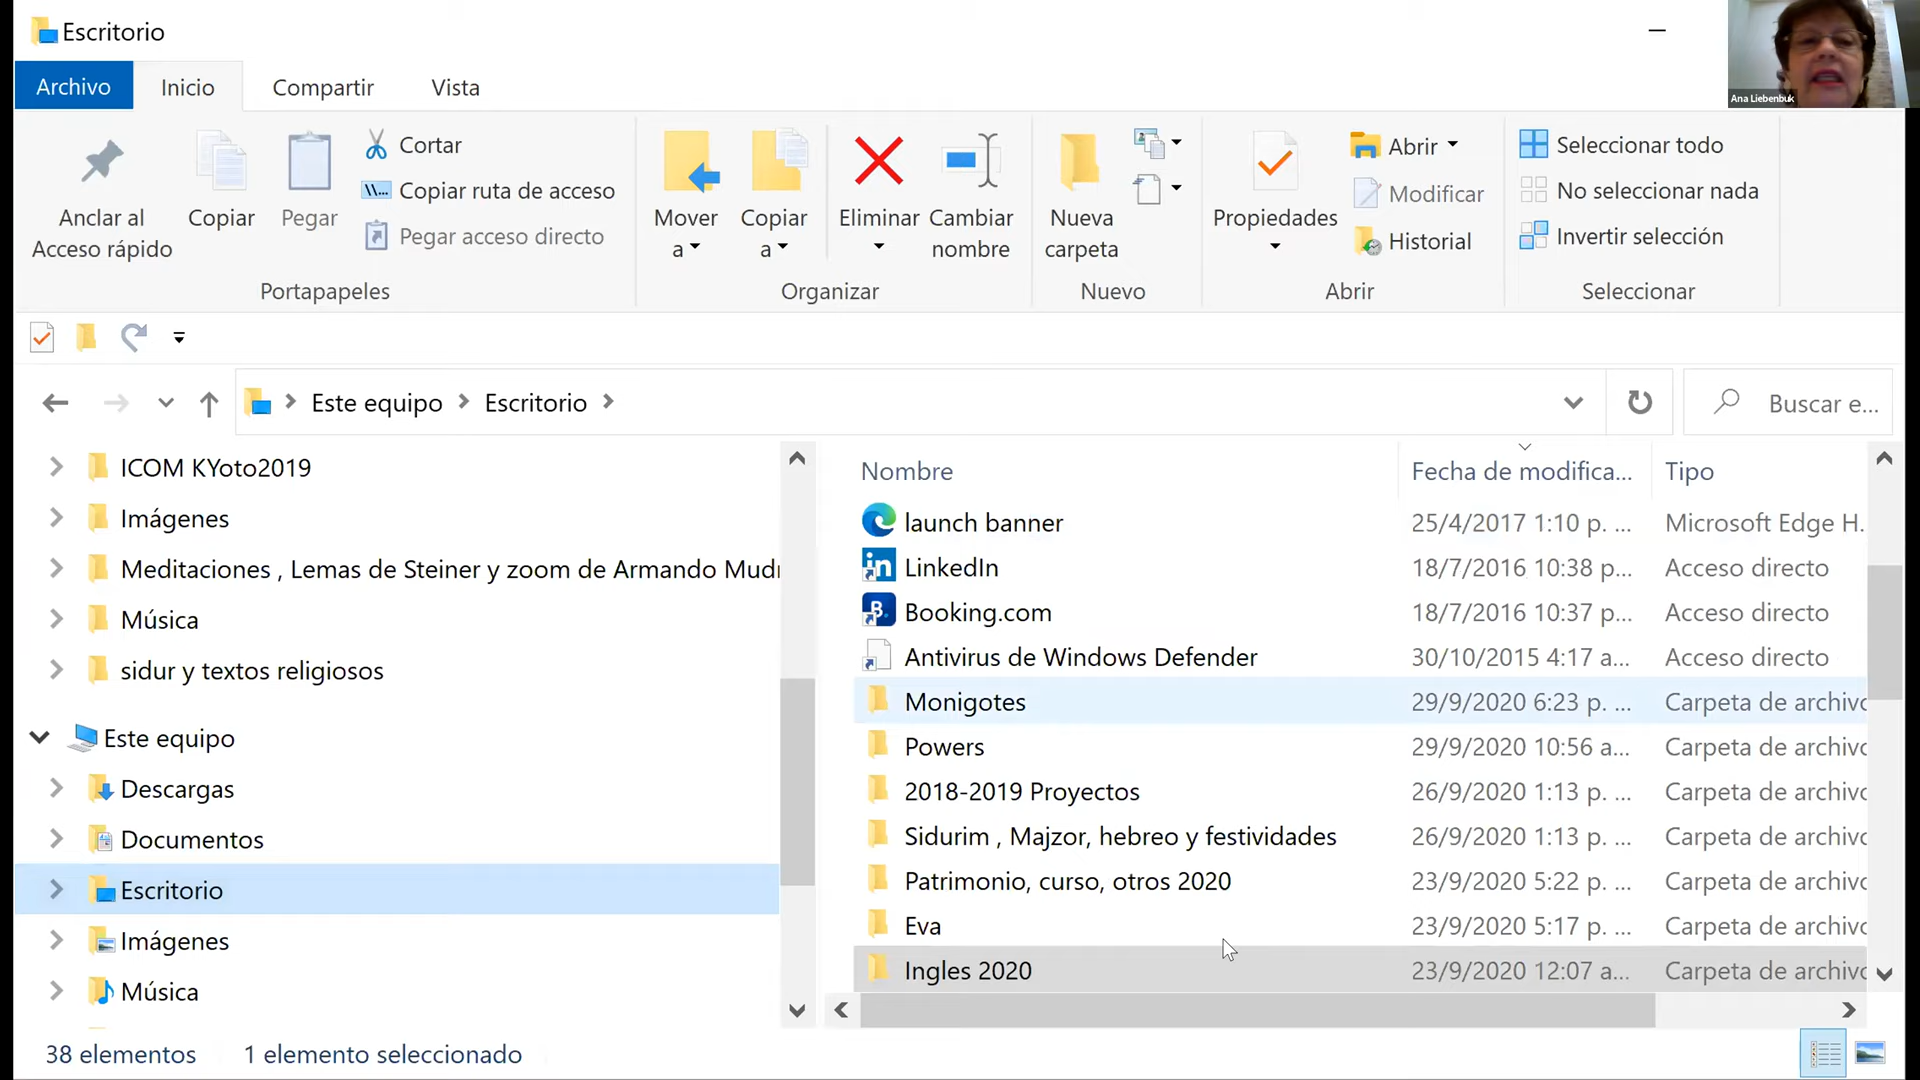 Escritorio
Ana Liebenbuk
Archivo
Inicio
Compartir
Vista
Anclar al
Acceso rápido
Copiar
Pegar
Cortar
\\...
Copiar ruta de acceso
Pegar acceso directo
Portapapeles
Mover
a
Copiar
a
Eliminar
Cambiar
nombre
Organizar
Nueva
carpeta
Nuevo
Propiedades
Abrir
Modificar
Historial
Abrir
Seleccionar todo
No seleccionar nada
Invertir selección
Seleccionar
Este equipo
Escritorio
Buscar e...
ICOM KYoto2019
Imágenes
Meditaciones , Lemas de Steiner y zoom de Armando
Música
sidur y textos religiosos
Este equipo
Descargas
Documentos
Escritorio
Imágenes
Música
Nombre Fecha de modifica... Tipo
launch banner 25/4/2017 1:10 p. ... Microsoft Edge H.
in LinkedIn 18/7/2016 10:38 p... Acceso directo
B. Booking.com 18/7/2016 10:37 p... Acceso directo
Antivirus de Windows Defender 30/10/2015 4:17 a... Acceso directo
Monigotes 29/9/2020 6:23 p. ... Carpeta de archivo
Powers 29/9/2020 10:56 a... Carpeta de archivo
2018-2019 Proyectos 26/9/2020 1:13 p. ... Carpeta de archivo
Sidurim , Majzor, hebreo y festividades 26/9/2020 1:13 p. ... Carpeta de archivo
Patrimonio, curso, otros 2020 23/9/2020 5:22 p. ... Carpeta de archivo
Eva 23/9/2020 5:17 p. ... Carpeta de archivo
Ingles 2020 23/9/2020 12:07 a... Carpeta de archivo
38 elementos 1 elemento seleccionado